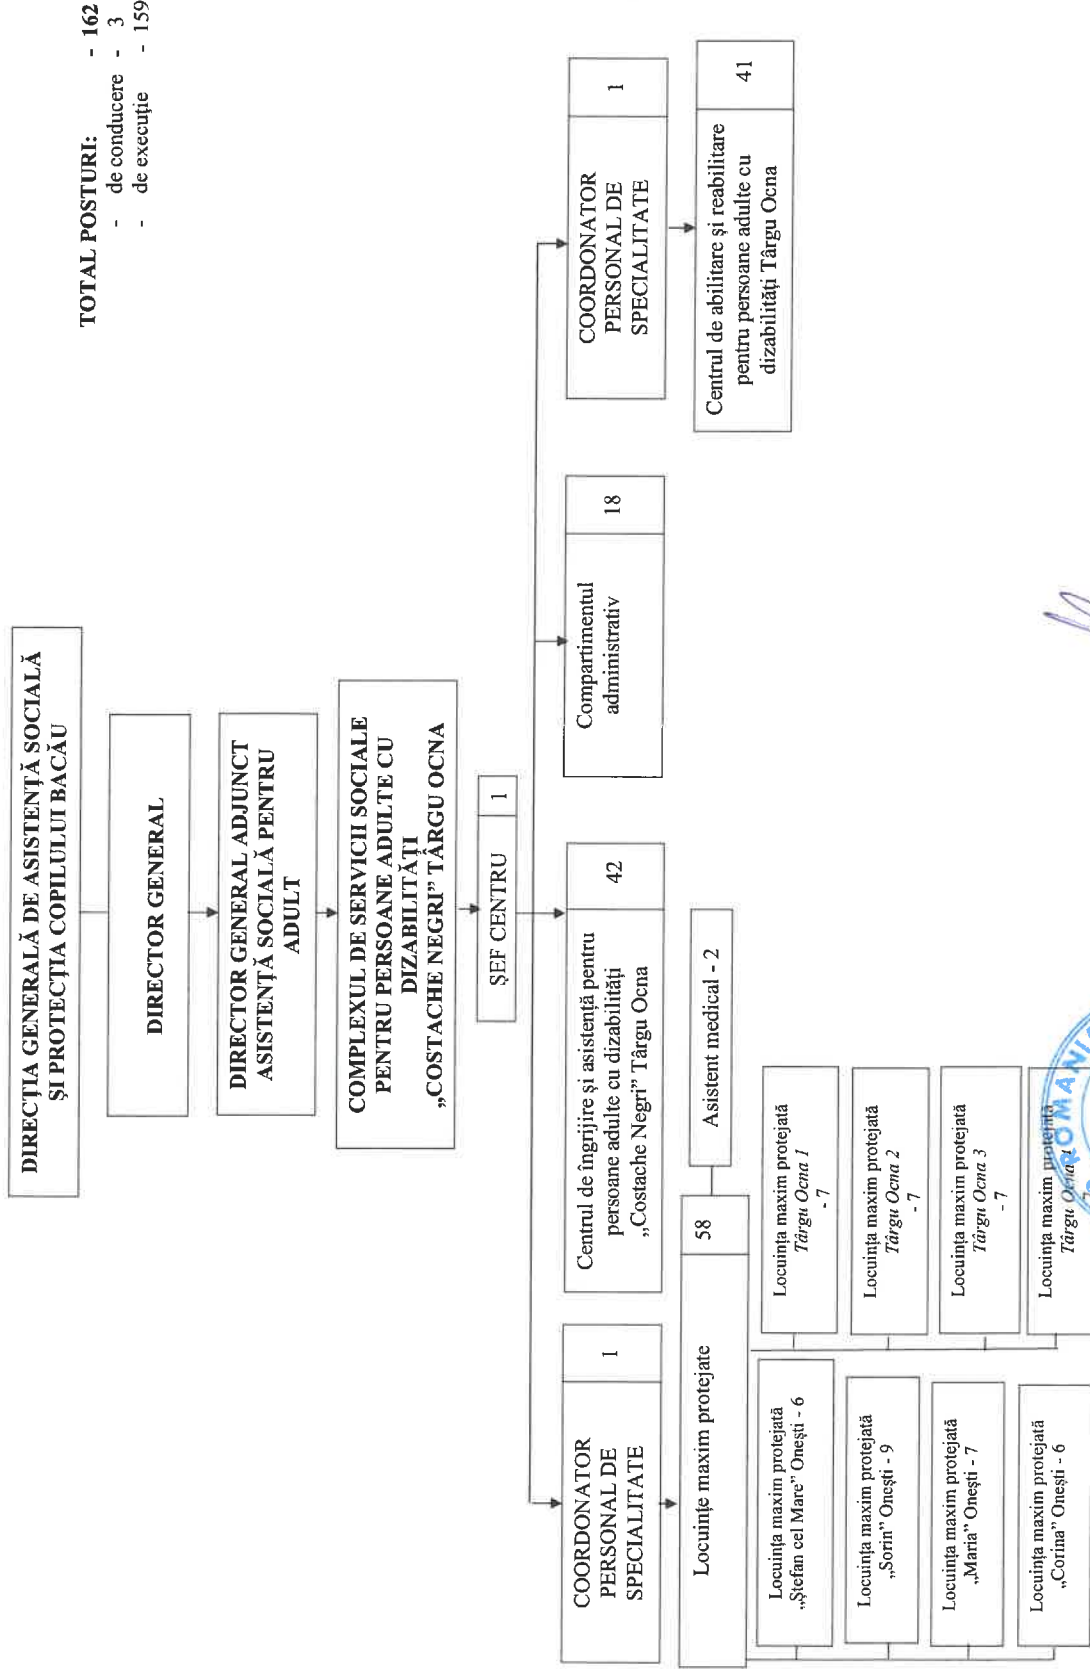 TOTAL POSTURI: - 162
- de conducere - 3
- de execuție - 159
DIRECȚIA GENERALĂ DE ASISTENȚĂ SOCIALĂ
ȘI PROTECȚIA COPILULUI BACĂU
DIRECTOR GENERAL
DIRECTOR GENERAL ADJUNCT
ASISTENȚĂ SOCIALĂ PENTRU
ADULT
COMPLEXUL DE SERVICII SOCIALE
PENTRU PERSOANE ADULTE CU
DIZABILITĂȚI
„COSTACHE NEGRI” TÂRGU OCNA
ȘEF CENTRU 1
COORDONATOR
PERSONAL DE
SPECIALITATE
1
Centrul de îngrijire și asistență pentru
persoane adulte cu dizabilități
„Costache Negri” Târgu Ocna
42
Compartimentul
administrativ
18
COORDONATOR
PERSONAL DE
SPECIALITATE
1
Locuințe maxim protejate 58
Asistent medical - 2
Centrul de abilitare și reabilitare
pentru persoane adulte cu
dizabilități Târgu Ocna
41
Locuința maxim protejată
„Ștefan cel Mare” Onești - 6
Locuința maxim protejată
Târgu Ocna 1
- 7
Locuința maxim protejată
„Sorin” Onești - 9
Locuința maxim protejată
Târgu Ocna 2
- 7
Locuința maxim protejată
„Maria” Onești - 7
Locuința maxim protejată
Târgu Ocna 3
- 7
Locuința maxim protejată
„Corina” Onești - 6
Locuința maxim protejată
Târgu Ocna
ROMANIA